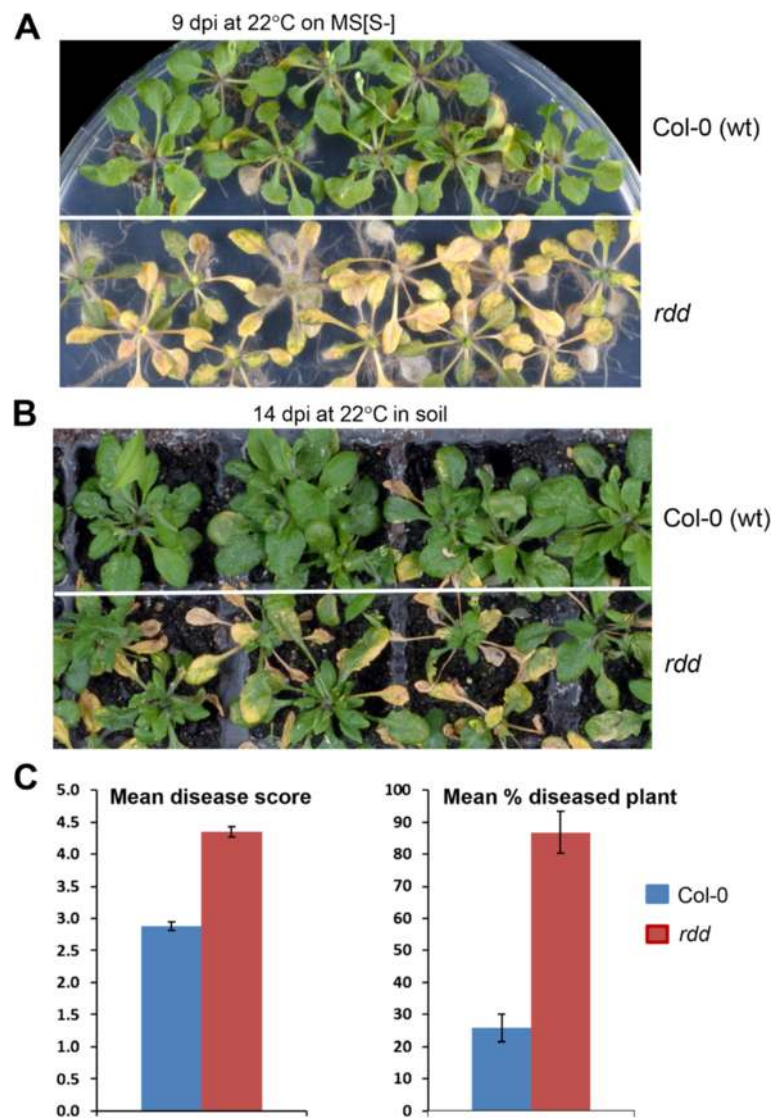 A
9 dpi at 22°C on MS[S-]
Col-0 (wt)
rdd
B
14 dpi at 22°C in soil
Col-0 (wt)
rdd
C
Mean disease score
5.0
4.5
4.0
3.5
3.0
2.5
2.0
1.5
1.0
0.5
0.0
Mean % diseased plant
100
90
80
70
60
50
40
30
20
10
0
Col-0
rdd